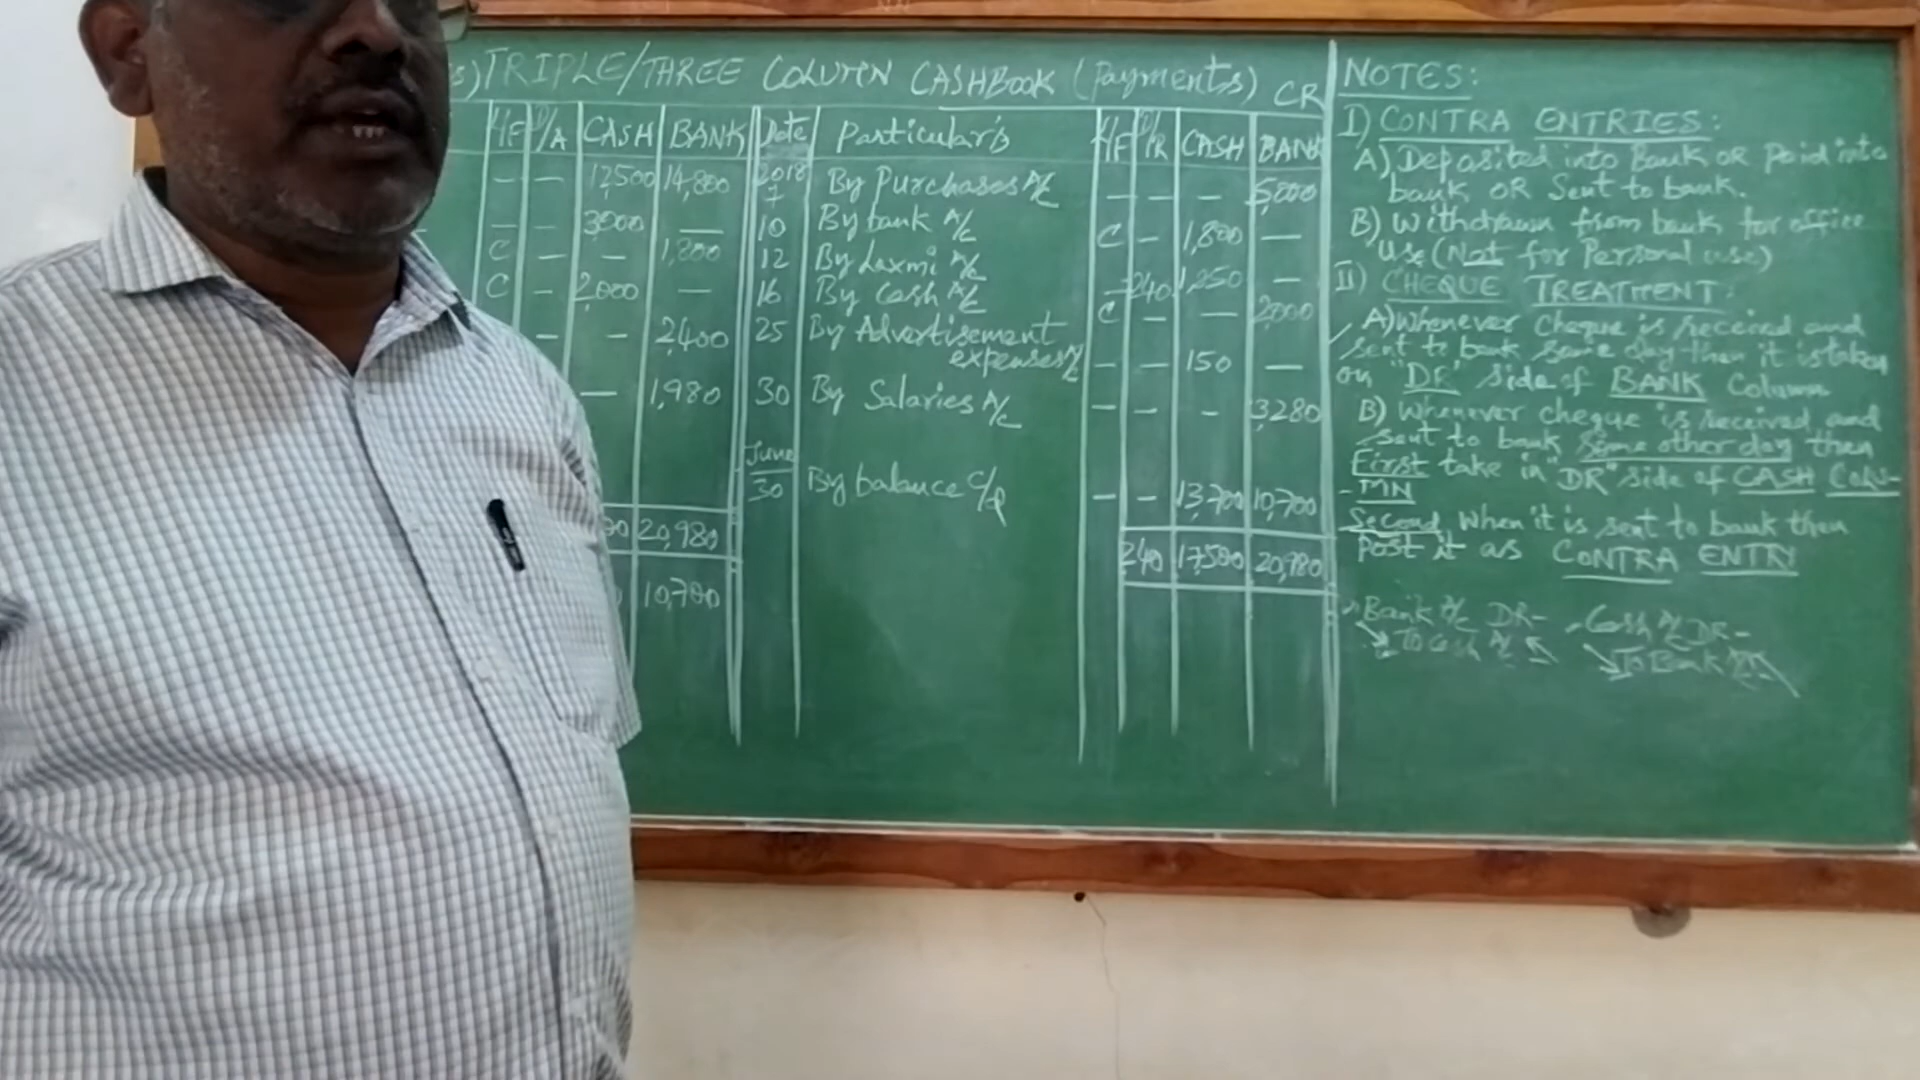 s) TRIPLE/THREE COLUMN CASHBOOK (Payments) CR
L/F D/A CASH BANK Date Particulars L/F D/R CASH BANK
— — 12,500 14,800 2018 7 By Purchases A/c — — — 5,000
— — 3,000 — 10 By bank A/c C — 1,800 —
C — — 1,800 12 By Laxmi A/c — 240 1,850 —
C — 2,000 — 16 By Cash A/c C — — 2,000
— — 2,400 25 By Advertisement
expenses A/c — — 150 —
— 1,980 30 By Salaries A/c — — — 3,280
June
30 By balance C/d — — 13,700 10,700
20,980 240 17,500 20,980
10,700
NOTES:
I) CONTRA ENTRIES:
A) Deposited into Bank OR Paid into
bank OR Sent to bank.
B) Withdrawn from bank for office
Use (Not for Personal use)
II) CHEQUE TREATMENT:
A) Whenever cheque is received and
sent to bank same day then it is taken
on "DR" side of BANK Column
B) Whenever cheque is received and
sent to bank some other day then
First take in "DR" side of CASH COLU-
-MN
Second, When it is sent to bank then
Post it as CONTRA ENTRY
Bank A/c DR- Cash A/c DR-
To Cash A/c To Bank A/c